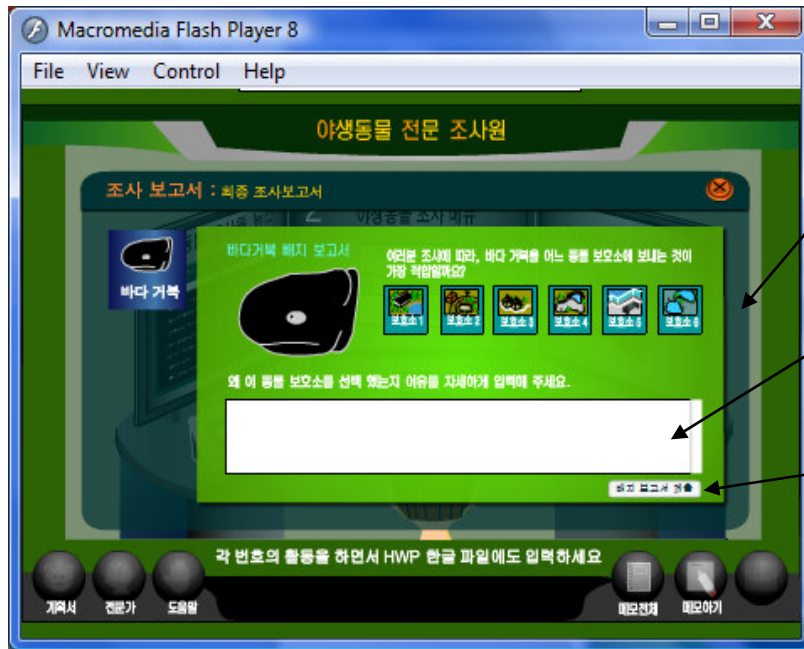 Macromedia Flash Player 8
File View Control Help
야생동물 전문 조사원
조사 보고서 : 최종 조사보고서
바다 거북
바다거북 배치 보고서
여러분 조사에 따라, 바다 거북을 어느 동물 보호소에 보내는 것이
가장 적합할까요?
보호소 1 보호소 2 보호소 3 보호소 4 보호소 5 보호소 6
왜 이 동물 보호소를 선택 했는지 이유를 자세하게 입력해 주세요.
배치 보고서 제출
각 번호의 활동을 하면서 HWP 한글 파일에도 입력하세요
계획서 전문가 도움말 메모전체 메모하기